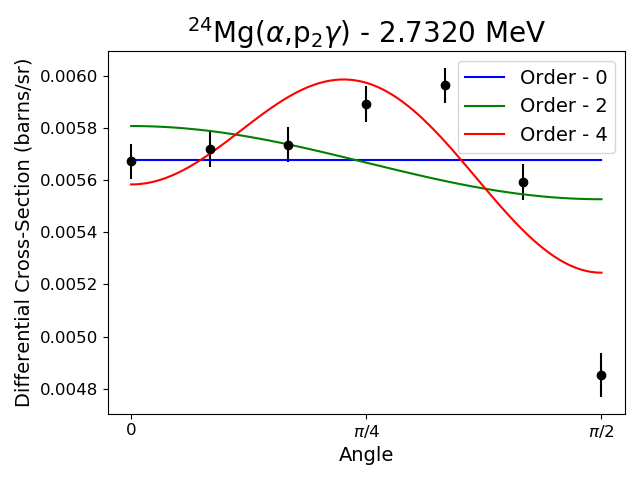 ²⁴Mg(α,p₂γ) - 2.7320 MeV
Differential Cross-Section (barns/sr)
0.0060
0.0058
0.0056
0.0054
0.0052
0.0050
0.0048
Order - 0
Order - 2
Order - 4
0
π/4
π/2
Angle